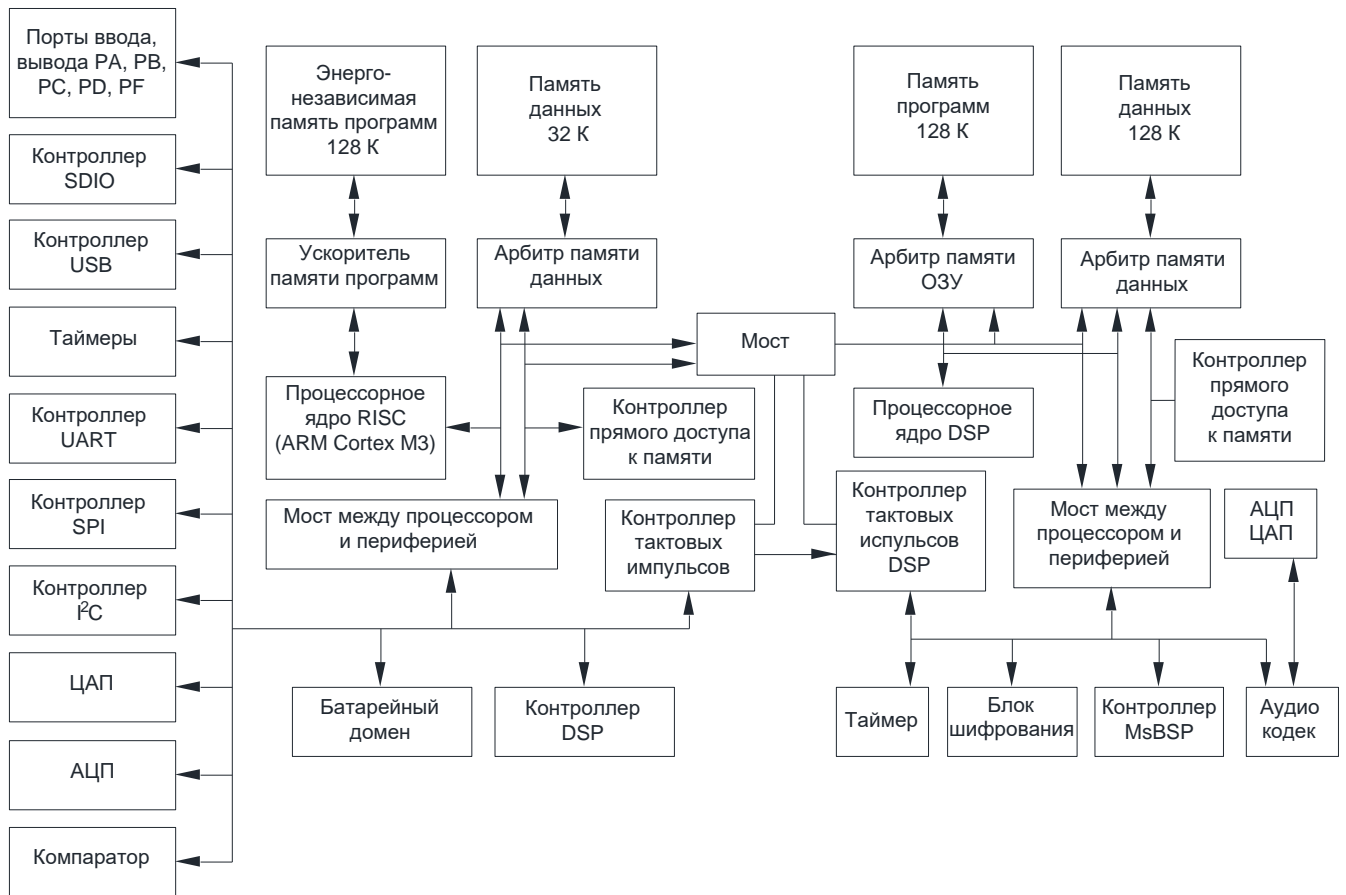 Порты ввода,
вывода PA, PB,
PC, PD, PF
Контроллер
SDIO
Контроллер
USB
Таймеры
Контроллер
UART
Контроллер
SPI
Контроллер
I²C
ЦАП
АЦП
Компаратор
Энерго-
независимая
память программ
128 К
Память
данных
32 К
Ускоритель
памяти программ
Арбитр памяти
данных
Процессорное
ядро RISC
(ARM Cortex M3)
Контроллер
прямого доступа
к памяти
Мост между процессором
и периферией
Контроллер
тактовых
импульсов
Батарейный
домен
Контроллер
DSP
Мост
Память
программ
128 К
Память
данных
128 К
Арбитр памяти
ОЗУ
Арбитр памяти
данных
Процессорное
ядро DSP
Контроллер
прямого
доступа
к памяти
Контроллер
тактовых
испульсов
DSP
Мост между
процессором и
периферией
АЦП
ЦАП
Таймер
Блок
шифрования
Контроллер
MsBSP
Аудио
кодек